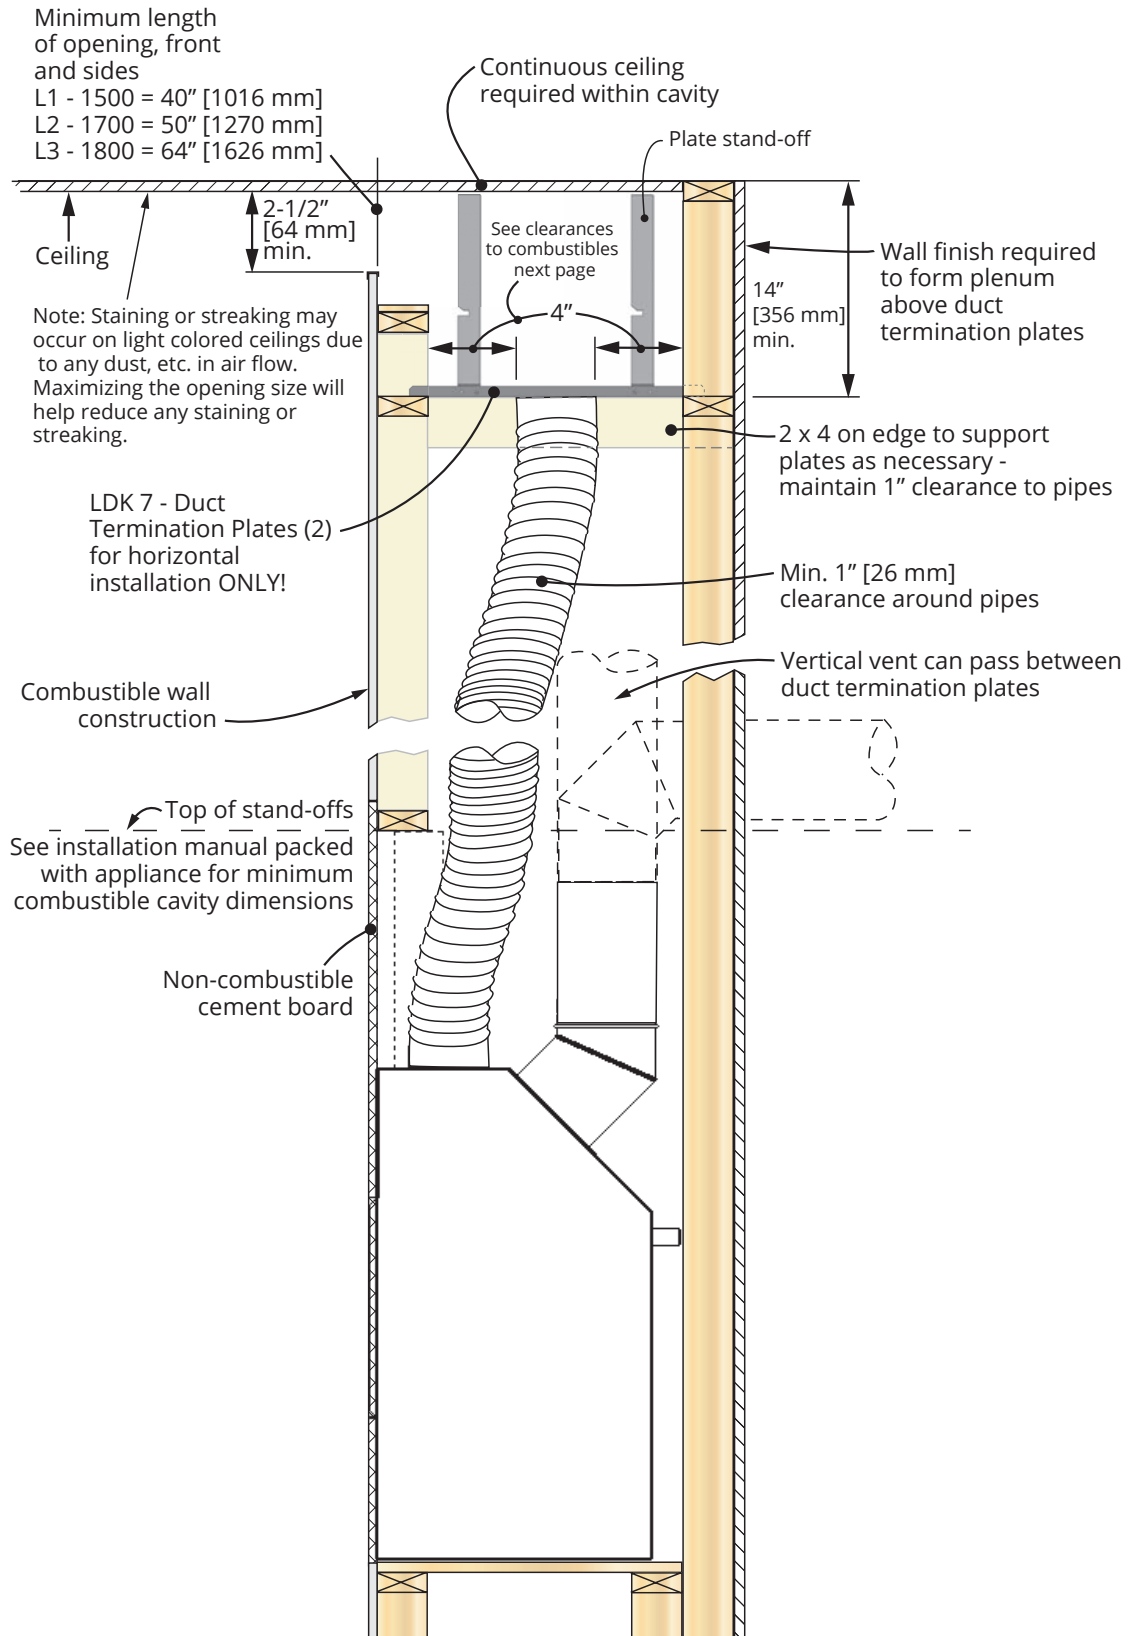 Minimum length
of opening, front
and sides
L1 - 1500 = 40” [1016 mm]
L2 - 1700 = 50” [1270 mm]
L3 - 1800 = 64” [1626 mm]
Continuous ceiling
required within cavity
Plate stand-off
Ceiling
2-1/2”
[64 mm]
min.
See clearances
to combustibles
next page
4”
14”
[356 mm]
min.
Wall finish required
to form plenum
above duct
termination plates
Note: Staining or streaking may
occur on light colored ceilings due
to any dust, etc. in air flow.
Maximizing the opening size will
help reduce any staining or
streaking.
2 x 4 on edge to support
plates as necessary -
maintain 1” clearance to pipes
LDK 7 - Duct
Termination Plates (2)
for horizontal
installation ONLY!
Min. 1” [26 mm]
clearance around pipes
Vertical vent can pass between
duct termination plates
Combustible wall
construction
Top of stand-offs
See installation manual packed
with appliance for minimum
combustible cavity dimensions
Non-combustible
cement board